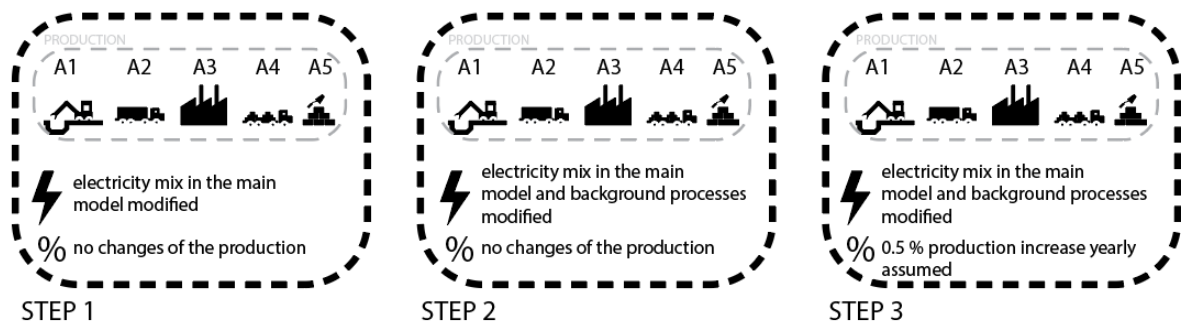 PRODUCTION
A1 A2 A3 A4 A5
electricity mix in the main
model modified
% no changes of the production
STEP 1
PRODUCTION
A1 A2 A3 A4 A5
electricity mix in the main
model and background processes
modified
% no changes of the production
STEP 2
PRODUCTION
A1 A2 A3 A4 A5
electricity mix in the main
model and background processes
modified
% 0.5 % production increase yearly
assumed
STEP 3